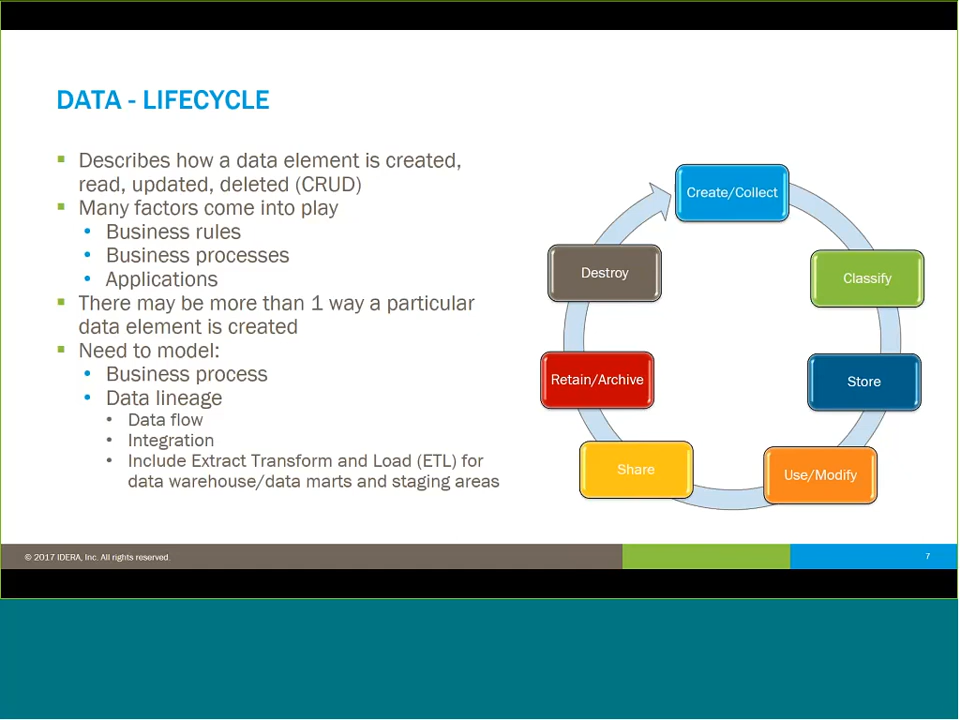 DATA - LIFECYCLE
Describes how a data element is created,
read, updated, deleted (CRUD)
Many factors come into play
Business rules
Business processes
Applications
There may be more than 1 way a particular
data element is created
Need to model:
Business process
Data lineage
Data flow
Integration
Include Extract Transform and Load (ETL) for
data warehouse/data marts and staging areas
Create/Collect
Classify
Store
Use/Modify
Share
Retain/Archive
Destroy
© 2017 IDERA, Inc. All rights reserved.
7